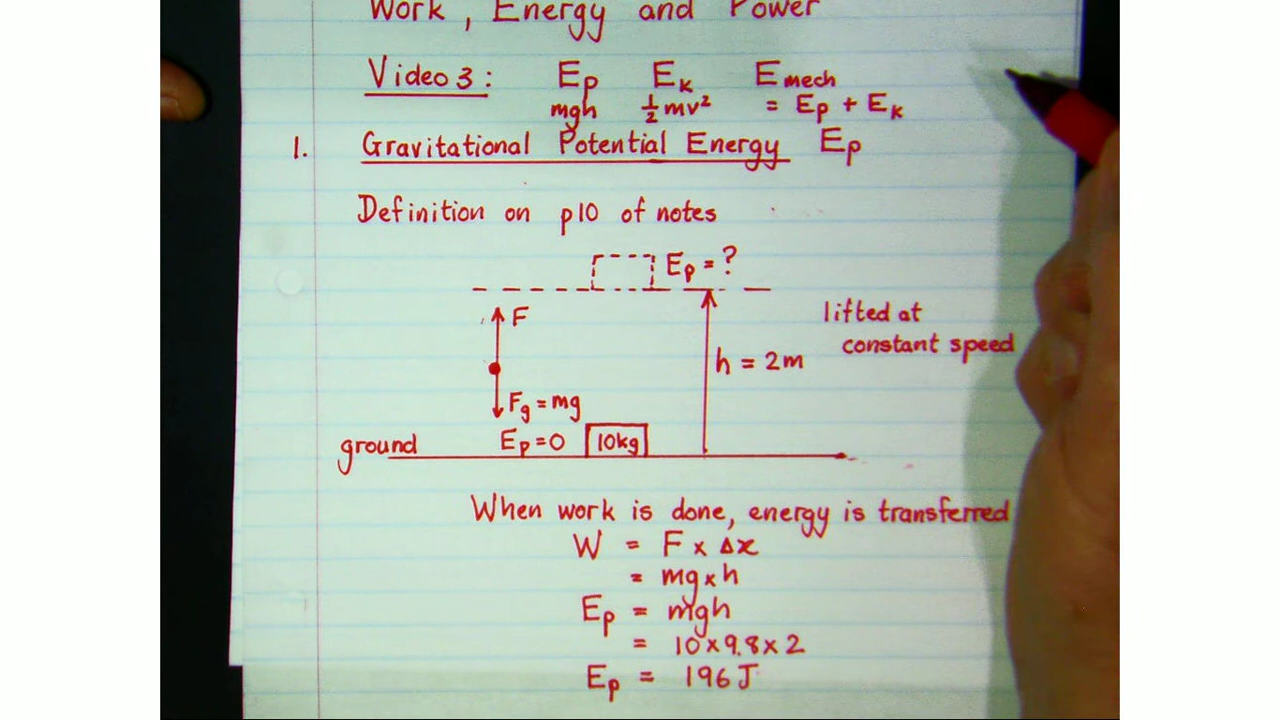 Work, Energy and Power
Video 3: Ep Ek Emech
mgh ½mv² = Ep + Ek
1. Gravitational Potential Energy Ep
Definition on p10 of notes
Ep = ?
F
lifted at
constant speed
h = 2m
Fg = mg
ground Ep=0 10kg
When work is done, energy is transferred
W = F x Δx
= mg x h
Ep = mgh
= 10 x 9.8 x 2
Ep = 196J